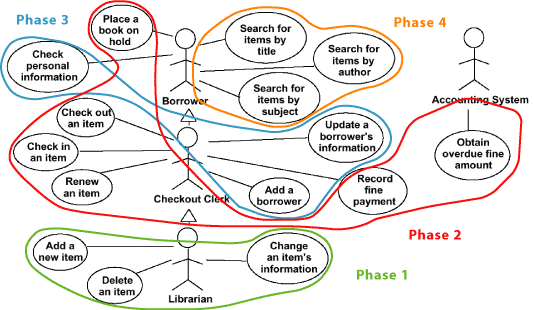 Phase 3
Place a
book on
hold
Phase 4
Search for
items by
title
Check
personal
information
Search for
items by
author
Search for
items by
subject
Borrower
Accounting System
Check out
an item
Update a
borrower's
information
Obtain
overdue fine
amount
Check in
an item
Renew
an item
Add a
borrower
Record
fine
payment
Checkout Clerk
Phase 2
Add a
new item
Change
an item's
information
Phase 1
Delete
an item
Librarian